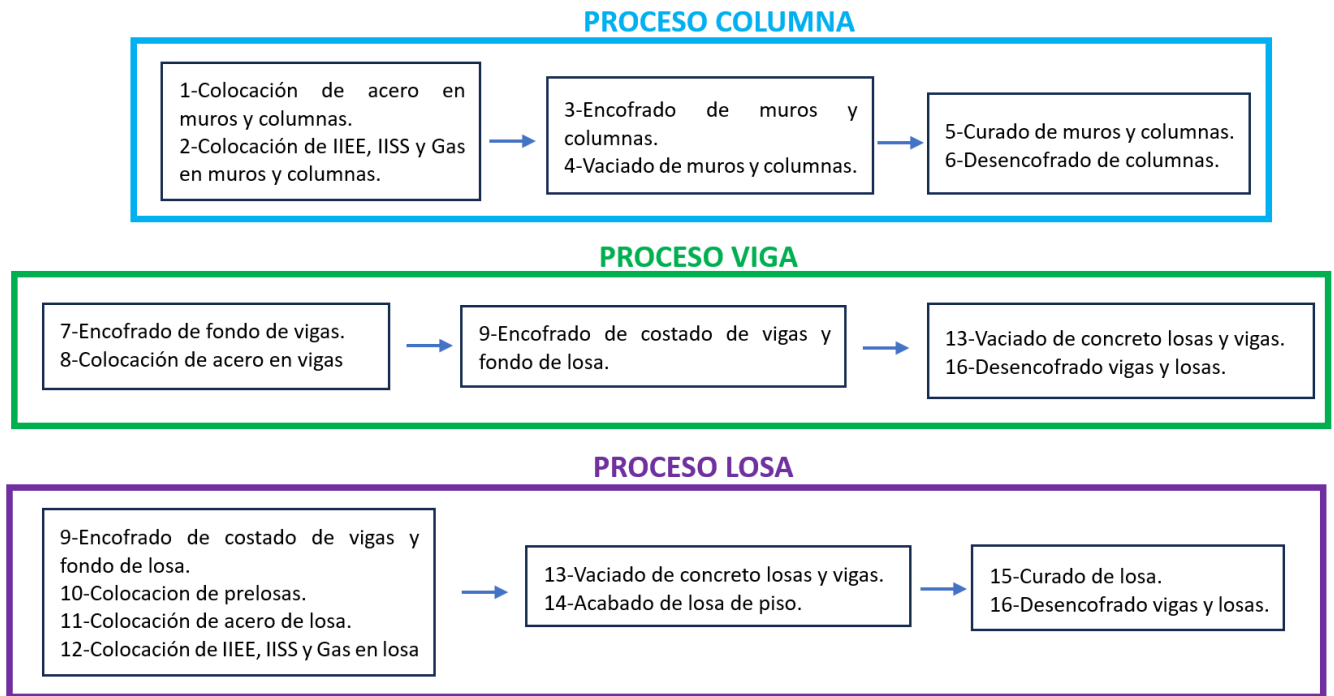 PROCESO COLUMNA
1-Colocación de acero en
muros y columnas.
2-Colocación de IIEE, IISS y Gas
en muros y columnas.
3-Encofrado de muros y
columnas.
4-Vaciado de muros y columnas.
5-Curado de muros y columnas.
6-Desencofrado de columnas.
PROCESO VIGA
7-Encofrado de fondo de vigas.
8-Colocación de acero en vigas
9-Encofrado de costado de vigas y
fondo de losa.
13-Vaciado de concreto losas y vigas.
16-Desencofrado vigas y losas.
PROCESO LOSA
9-Encofrado de costado de vigas y
fondo de losa.
10-Colocacion de prelosas.
11-Colocación de acero de losa.
12-Colocación de IIEE, IISS y Gas en losa
13-Vaciado de concreto losas y vigas.
14-Acabado de losa de piso.
15-Curado de losa.
16-Desencofrado vigas y losas.